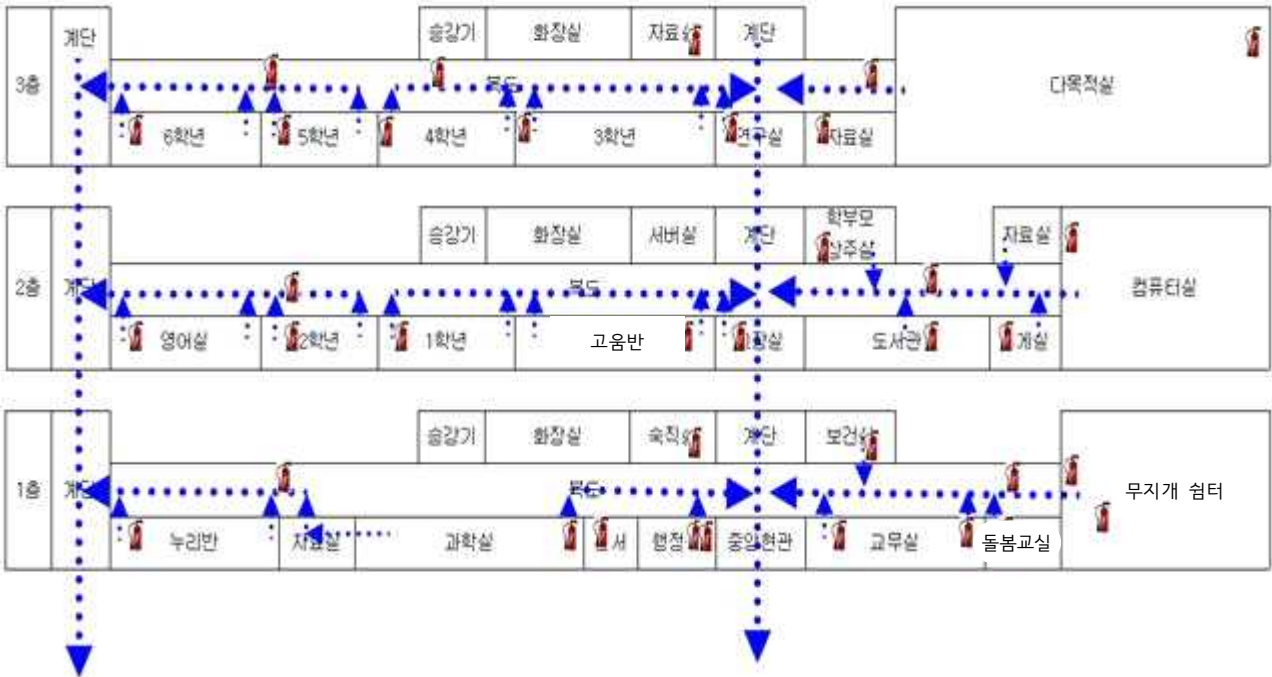 계단 승강기 화장실 계단
3층 복도 다목적실
6학년 5학년 4학년 3학년 연구실 자료실
승강기 화장실 서버실 계단 학부모 자료실
상주실
2층 계단 복도 컴퓨터실
영어실 2학년 1학년 고움반 도서관
승강기 화장실 계단 보건실
1층 계단 복도 무지개 쉼터
누리반 자료실 과학실 행정 중앙현관 교무실 돌봄교실